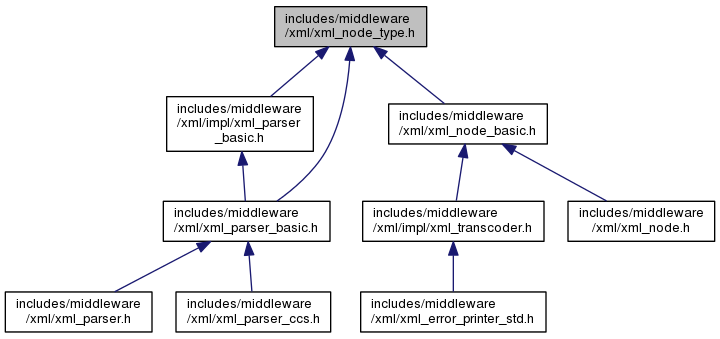 includes/middleware
/xml/xml_node_type.h
includes/middleware
/xml/impl/xml_parser
_basic.h
includes/middleware
/xml/xml_node_basic.h
includes/middleware
/xml/xml_parser_basic.h
includes/middleware
/xml/impl/xml_transcoder.h
includes/middleware
/xml/xml_node.h
includes/middleware
/xml/xml_parser.h
includes/middleware
/xml/xml_parser_ccs.h
includes/middleware
/xml/xml_error_printer_std.h